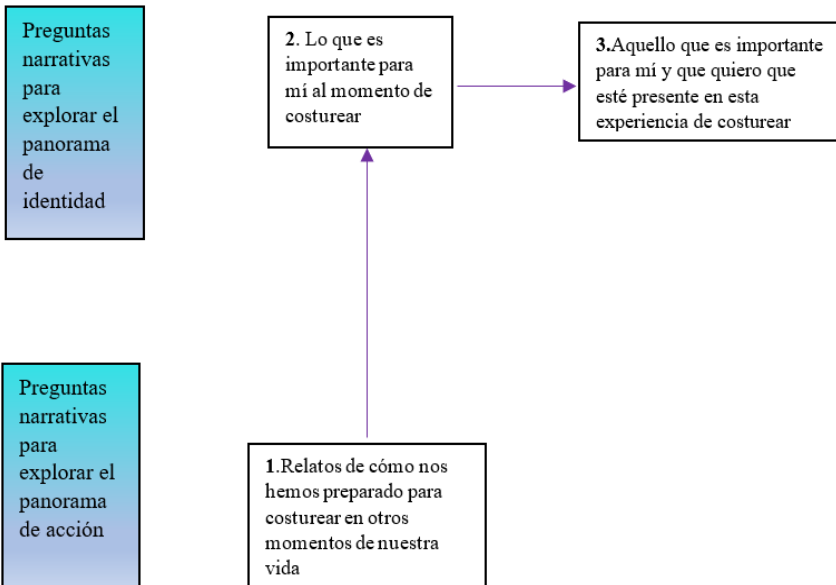 Preguntas
narrativas
para
explorar el
panorama
de
identidad
2. Lo que es
importante para
mí al momento de
costurear
3.Aquello que es importante
para mí y que quiero que
esté presente en esta
experiencia de costurear
Preguntas
narrativas
para
explorar el
panorama
de acción
1.Relatos de cómo nos
hemos preparado para
costurear en otros
momentos de nuestra
vida